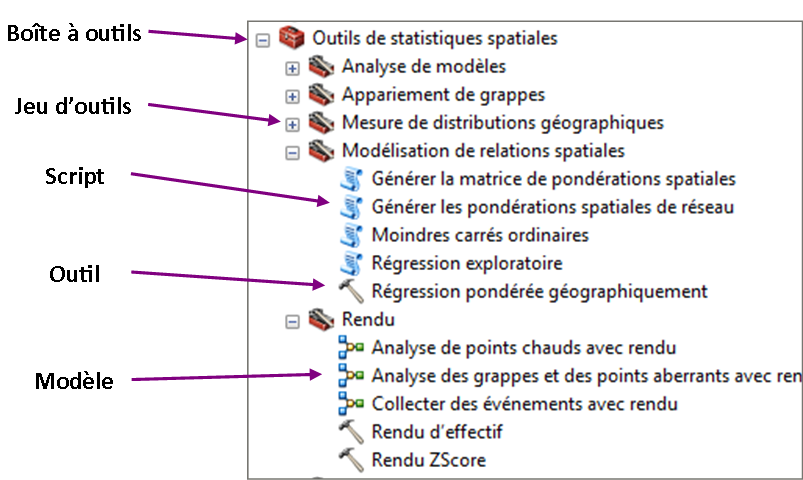 Boîte à outils
Outils de statistiques spatiales
Analyse de modèles
Appariement de grappes
Jeu d'outils
Mesure de distributions géographiques
Modélisation de relations spatiales
Script
Générer la matrice de pondérations spatiales
Générer les pondérations spatiales de réseau
Moindres carrés ordinaires
Régression exploratoire
Outil
Régression pondérée géographiquement
Rendu
Analyse de points chauds avec rendu
Modèle
Analyse des grappes et des points aberrants avec ren
Collecter des événements avec rendu
Rendu d'effectif
Rendu ZScore